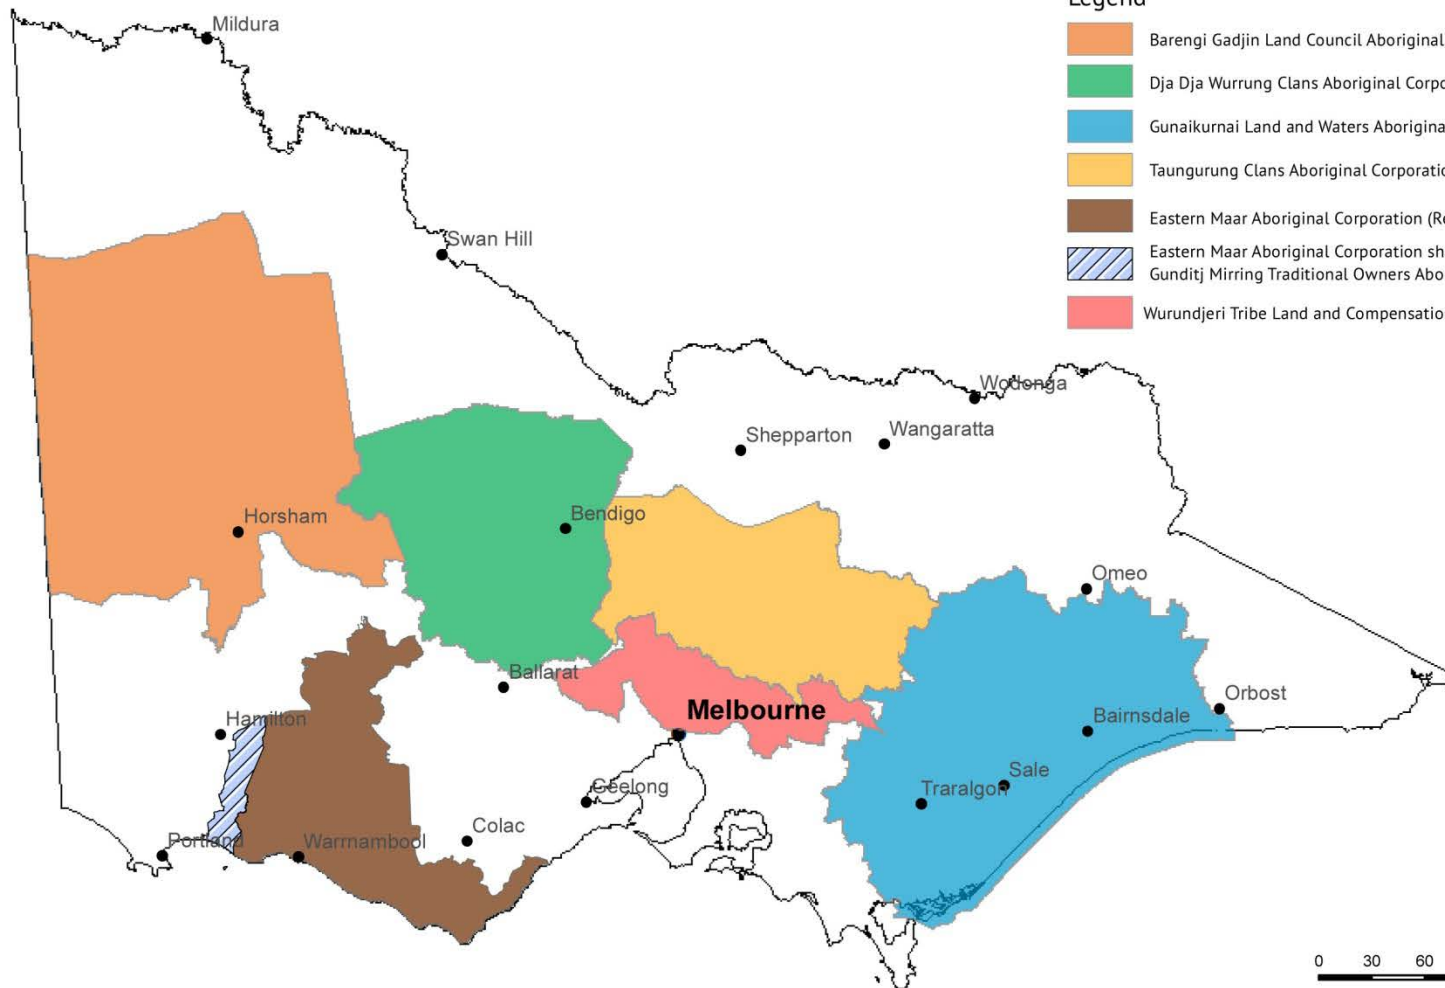 Legend
Barengi Gadjin Land Council Aboriginal
Dja Dja Wurrung Clans Aboriginal Corpo
Gunaikurnai Land and Waters Aborigina
Taungurung Clans Aboriginal Corporatio
Eastern Maar Aboriginal Corporation (Re
Eastern Maar Aboriginal Corporation sh
Gunditj Mirring Traditional Owners Abo
Wurundjeri Tribe Land and Compensatio
Mildura
Swan Hill
Wodonga
Shepparton
Wangaratta
Horsham
Bendigo
Omeo
Ballarat
Melbourne
Orbost
Hamilton
Bairnsdale
Sale
Geelong
Traralgon
Portland
Warrnambool
Colac
0 30 60